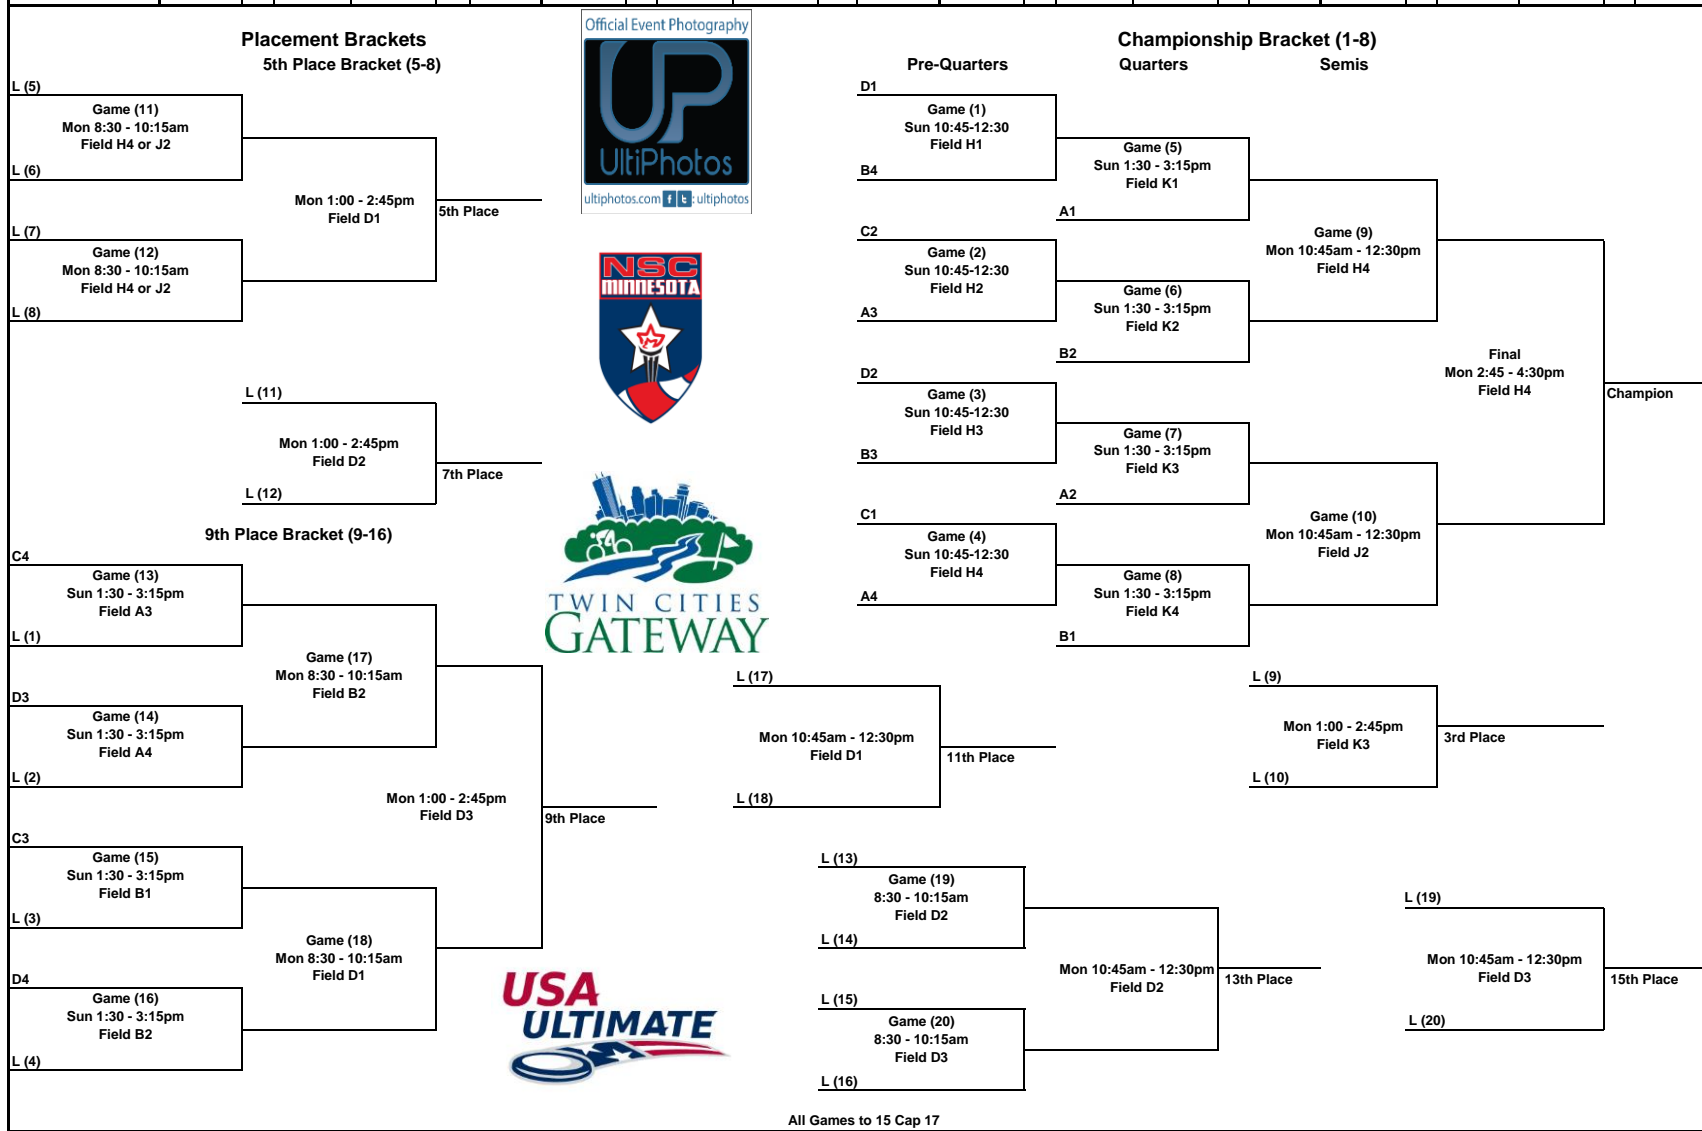 Placement Brackets
5th Place Bracket (5-8)
L (5)
Game (11)
Mon 8:30 - 10:15am
Field H4 or J2
L (6)
Mon 1:00 - 2:45pm
Field D1
5th Place
L (7)
Game (12)
Mon 8:30 - 10:15am
Field H4 or J2
L (8)
L (11)
Mon 1:00 - 2:45pm
Field D2
7th Place
L (12)
9th Place Bracket (9-16)
C4
Game (13)
Sun 1:30 - 3:15pm
Field A3
L (1)
Game (17)
Mon 8:30 - 10:15am
Field B2
D3
Game (14)
Sun 1:30 - 3:15pm
Field A4
L (2)
Mon 1:00 - 2:45pm
Field D3
9th Place
C3
Game (15)
Sun 1:30 - 3:15pm
Field B1
L (3)
Game (18)
Mon 8:30 - 10:15am
Field D1
D4
Game (16)
Sun 1:30 - 3:15pm
Field B2
L (4)
Official Event Photography
UP
UltiPhotos
ultiphotos.com f t : ultiphotos
NSC
MINNESOTA
TWIN CITIES
GATEWAY
USA
ULTIMATE
Championship Bracket (1-8)
Pre-Quarters
Quarters
Semis
D1
Game (1)
Sun 10:45-12:30
Field H1
B4
Game (5)
Sun 1:30 - 3:15pm
Field K1
A1
C2
Game (2)
Sun 10:45-12:30
Field H2
A3
Game (6)
Sun 1:30 - 3:15pm
Field K2
B2
Game (9)
Mon 10:45am - 12:30pm
Field H4
D2
Game (3)
Sun 10:45-12:30
Field H3
B3
Game (7)
Sun 1:30 - 3:15pm
Field K3
A2
C1
Game (4)
Sun 10:45-12:30
Field H4
A4
Game (8)
Sun 1:30 - 3:15pm
Field K4
B1
Game (10)
Mon 10:45am - 12:30pm
Field J2
Final
Mon 2:45 - 4:30pm
Field H4
Champion
L (17)
Mon 10:45am - 12:30pm
Field D1
11th Place
L (18)
L (9)
Mon 1:00 - 2:45pm
Field K3
3rd Place
L (10)
L (13)
Game (19)
8:30 - 10:15am
Field D2
L (14)
Mon 10:45am - 12:30pm
Field D2
13th Place
L (15)
Game (20)
8:30 - 10:15am
Field D3
L (16)
L (19)
Mon 10:45am - 12:30pm
Field D3
15th Place
L (20)
All Games to 15 Cap 17